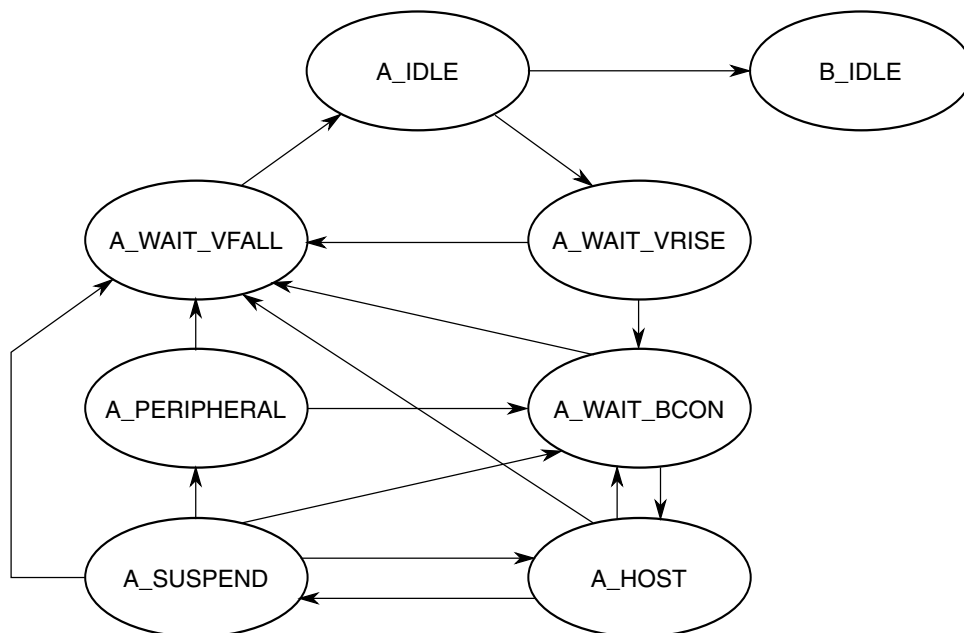 A_IDLE
B_IDLE
A_WAIT_VFALL
A_WAIT_VRISE
A_PERIPHERAL
A_WAIT_BCON
A_SUSPEND
A_HOST